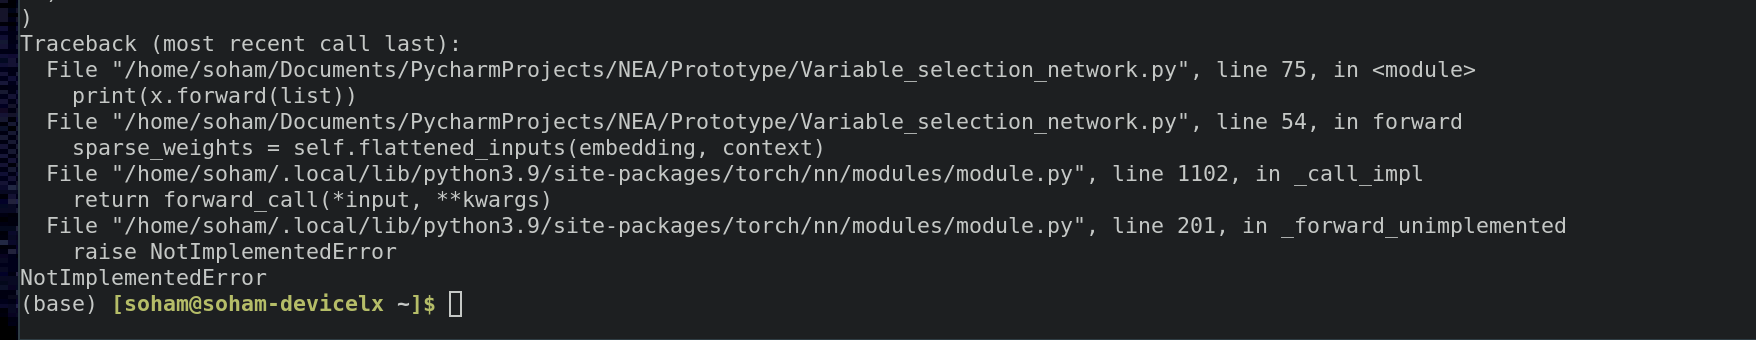 )
Traceback (most recent call last):
  File "/home/soham/Documents/PycharmProjects/NEA/Prototype/Variable_selection_network.py", line 75, in <module>
    print(x.forward(list))
  File "/home/soham/Documents/PycharmProjects/NEA/Prototype/Variable_selection_network.py", line 54, in forward
    sparse_weights = self.flattened_inputs(embedding, context)
  File "/home/soham/.local/lib/python3.9/site-packages/torch/nn/modules/module.py", line 1102, in _call_impl
    return forward_call(*input, **kwargs)
  File "/home/soham/.local/lib/python3.9/site-packages/torch/nn/modules/module.py", line 201, in _forward_unimplemented
    raise NotImplementedError
NotImplementedError
(base) [soham@soham-devicelx ~]$